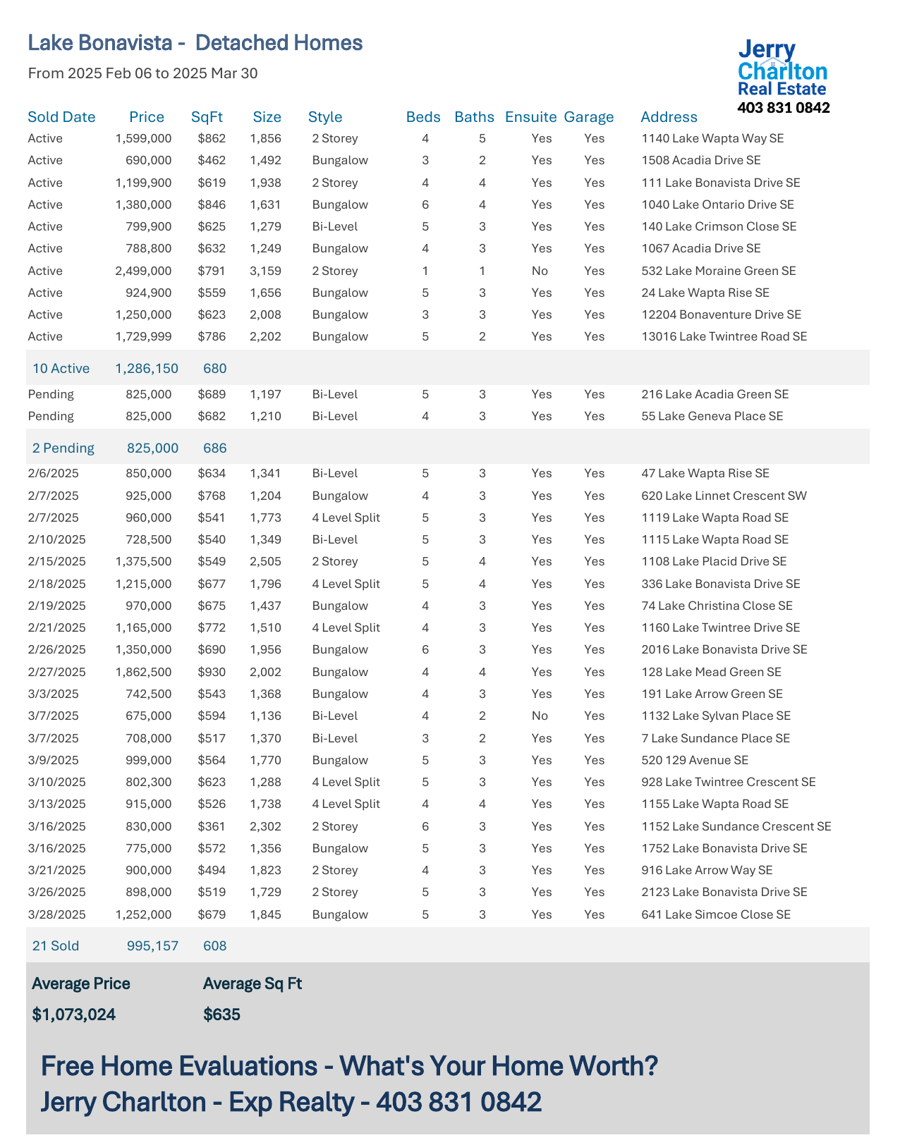 Lake Bonavista - Detached Homes
From 2025 Feb 06 to 2025 Mar 30
Jerry
Charlton
Real Estate
403 831 0842
Sold Date Price SqFt Size Style Beds Baths Ensuite Garage Address
Active 1,599,000 $862 1,856 2 Storey 4 5 Yes Yes 1140 Lake Wapta Way SE
Active 690,000 $462 1,492 Bungalow 3 2 Yes Yes 1508 Acadia Drive SE
Active 1,199,900 $619 1,938 2 Storey 4 4 Yes Yes 111 Lake Bonavista Drive SE
Active 1,380,000 $846 1,631 Bungalow 6 4 Yes Yes 1040 Lake Ontario Drive SE
Active 799,900 $625 1,279 Bi-Level 5 3 Yes Yes 140 Lake Crimson Close SE
Active 788,800 $632 1,249 Bungalow 4 3 Yes Yes 1067 Acadia Drive SE
Active 2,499,000 $791 3,159 2 Storey 1 1 No Yes 532 Lake Moraine Green SE
Active 924,900 $559 1,656 Bungalow 5 3 Yes Yes 24 Lake Wapta Rise SE
Active 1,250,000 $623 2,008 Bungalow 3 3 Yes Yes 12204 Bonaventure Drive SE
Active 1,729,999 $786 2,202 Bungalow 5 2 Yes Yes 13016 Lake Twintree Road SE
10 Active 1,286,150 680
Pending 825,000 $689 1,197 Bi-Level 5 3 Yes Yes 216 Lake Acadia Green SE
Pending 825,000 $682 1,210 Bi-Level 4 3 Yes Yes 55 Lake Geneva Place SE
2 Pending 825,000 686
2/6/2025 850,000 $634 1,341 Bi-Level 5 3 Yes Yes 47 Lake Wapta Rise SE
2/7/2025 925,000 $768 1,204 Bungalow 4 3 Yes Yes 620 Lake Linnet Crescent SW
2/7/2025 960,000 $541 1,773 4 Level Split 5 3 Yes Yes 1119 Lake Wapta Road SE
2/10/2025 728,500 $540 1,349 Bi-Level 5 3 Yes Yes 1115 Lake Wapta Road SE
2/15/2025 1,375,500 $549 2,505 2 Storey 5 4 Yes Yes 1108 Lake Placid Drive SE
2/18/2025 1,215,000 $677 1,796 4 Level Split 5 4 Yes Yes 336 Lake Bonavista Drive SE
2/19/2025 970,000 $675 1,437 Bungalow 4 3 Yes Yes 74 Lake Christina Close SE
2/21/2025 1,165,000 $772 1,510 4 Level Split 4 3 Yes Yes 1160 Lake Twintree Drive SE
2/26/2025 1,350,000 $690 1,956 Bungalow 6 3 Yes Yes 2016 Lake Bonavista Drive SE
2/27/2025 1,862,500 $930 2,002 Bungalow 4 4 Yes Yes 128 Lake Mead Green SE
3/3/2025 742,500 $543 1,368 Bungalow 4 3 Yes Yes 191 Lake Arrow Green SE
3/7/2025 675,000 $594 1,136 Bi-Level 4 2 No Yes 1132 Lake Sylvan Place SE
3/7/2025 708,000 $517 1,370 Bi-Level 3 2 Yes Yes 7 Lake Sundance Place SE
3/9/2025 999,000 $564 1,770 Bungalow 5 3 Yes Yes 520 129 Avenue SE
3/10/2025 802,300 $623 1,288 4 Level Split 5 3 Yes Yes 928 Lake Twintree Crescent SE
3/13/2025 915,000 $526 1,738 4 Level Split 4 4 Yes Yes 1155 Lake Wapta Road SE
3/16/2025 830,000 $361 2,302 2 Storey 6 3 Yes Yes 1152 Lake Sundance Crescent SE
3/16/2025 775,000 $572 1,356 Bungalow 5 3 Yes Yes 1752 Lake Bonavista Drive SE
3/21/2025 900,000 $494 1,823 2 Storey 4 3 Yes Yes 916 Lake Arrow Way SE
3/26/2025 898,000 $519 1,729 2 Storey 5 3 Yes Yes 2123 Lake Bonavista Drive SE
3/28/2025 1,252,000 $679 1,845 Bungalow 5 3 Yes Yes 641 Lake Simcoe Close SE
21 Sold 995,157 608
Average Price Average Sq Ft
$1,073,024 $635
Free Home Evaluations - What's Your Home Worth?
Jerry Charlton - Exp Realty - 403 831 0842